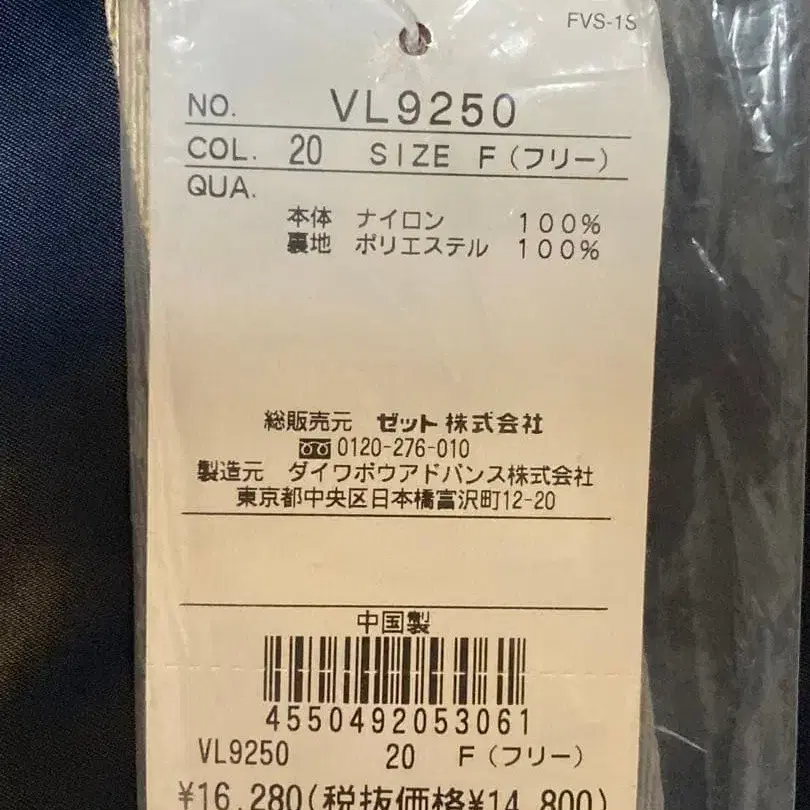 FVS-1S
NO. VL9250
COL. 20 SIZE F(フリー)
QUA.
本体 ナイロン 100%
裏地 ポリエステル 100%
総販売元 ゼット株式会社
0120-276-010
製造元 ダイワボウアドバンス株式会社
東京都中央区日本橋富沢町12-20
中国製
4550492053061
VL9250 20 F(フリー)
¥16,280(税抜価格¥14,800)